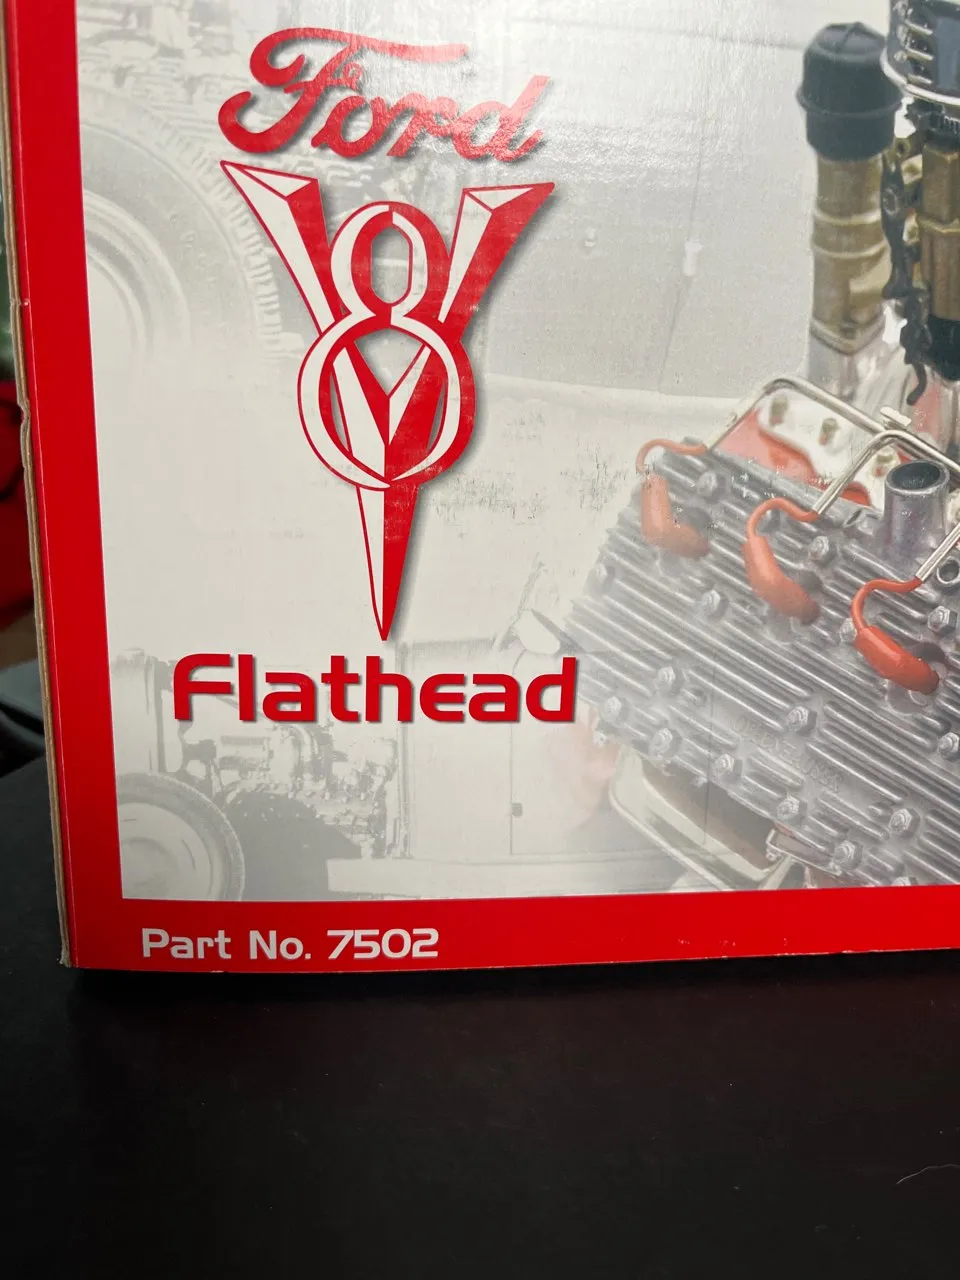 Ford
V8
Flathead
Part No. 7502